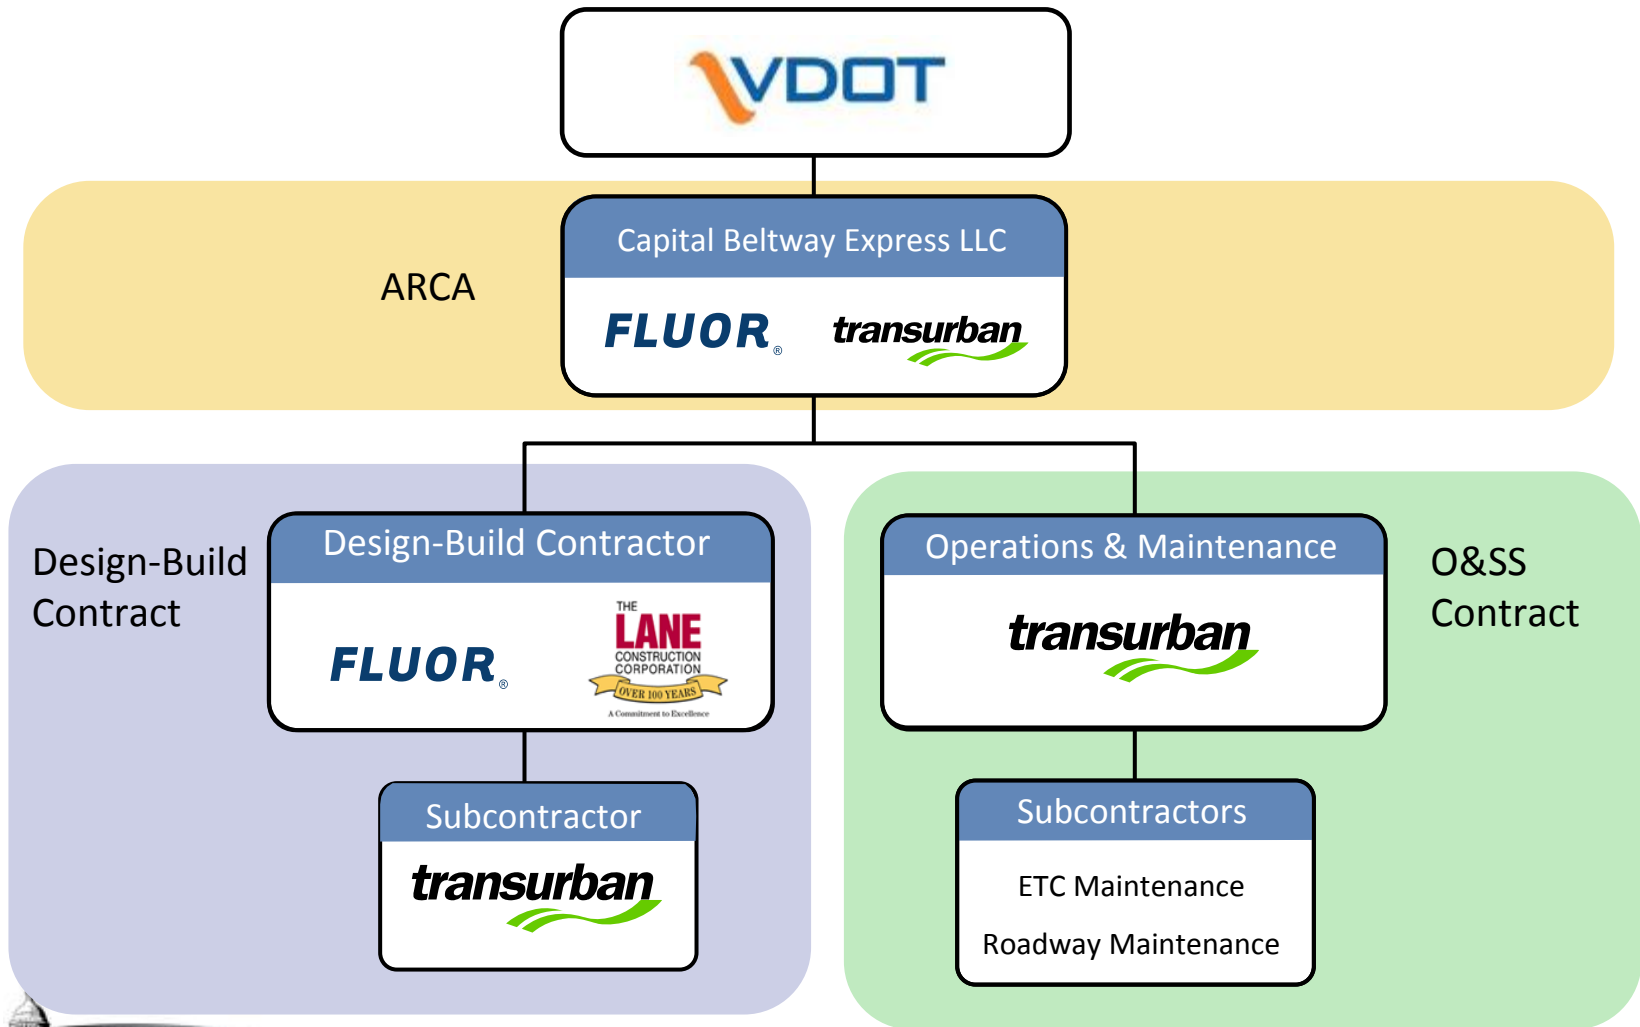 VDOT
Capital Beltway Express LLC
ARCA
FLUOR®
transurban
Design-Build
Contract
Design-Build Contractor
FLUOR®
THE
LANE
CONSTRUCTION
CORPORATION
OVER 100 YEARS
A Commitment to Excellence
Operations & Maintenance
transurban
O&SS
Contract
Subcontractor
transurban
Subcontractors
ETC Maintenance
Roadway Maintenance